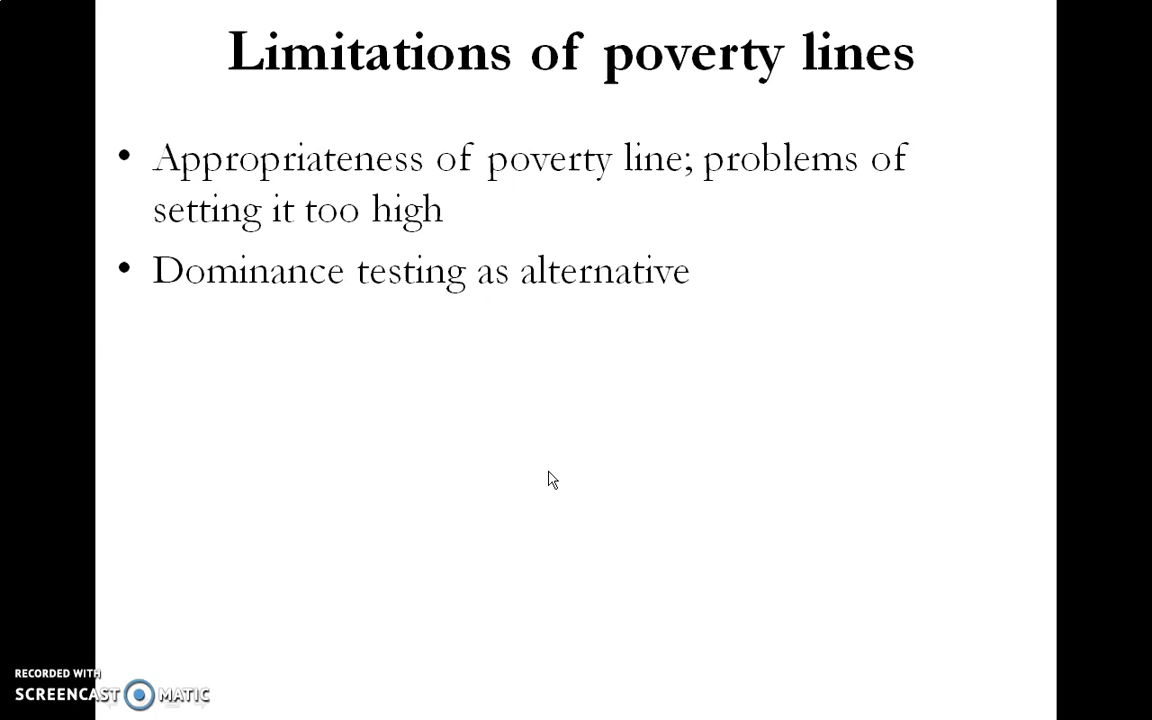 Limitations of poverty lines
• Appropriateness of poverty line; problems of
setting it too high
• Dominance testing as alternative
RECORDED WITH
SCREENCAST MATIC